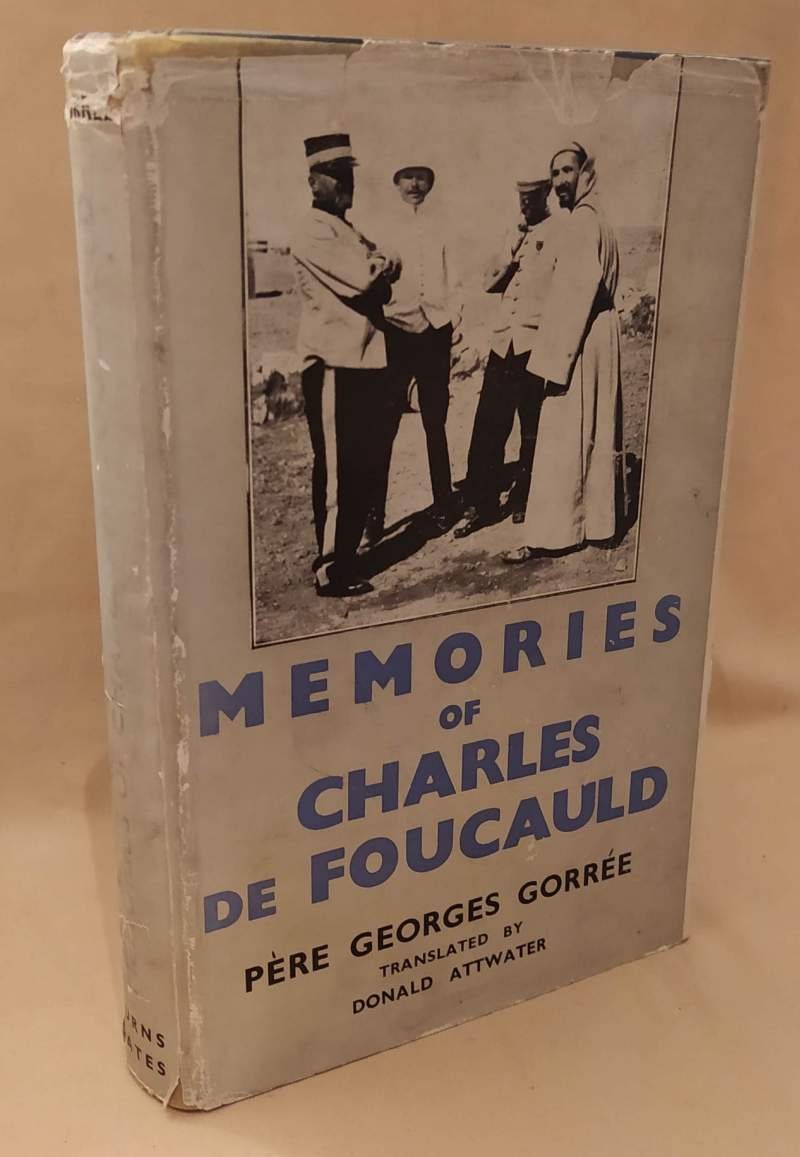 MEMORIES
OF
CHARLES
DE FOUCAULD
PÈRE GEORGES GORRÉE
TRANSLATED BY
DONALD ATTWATER